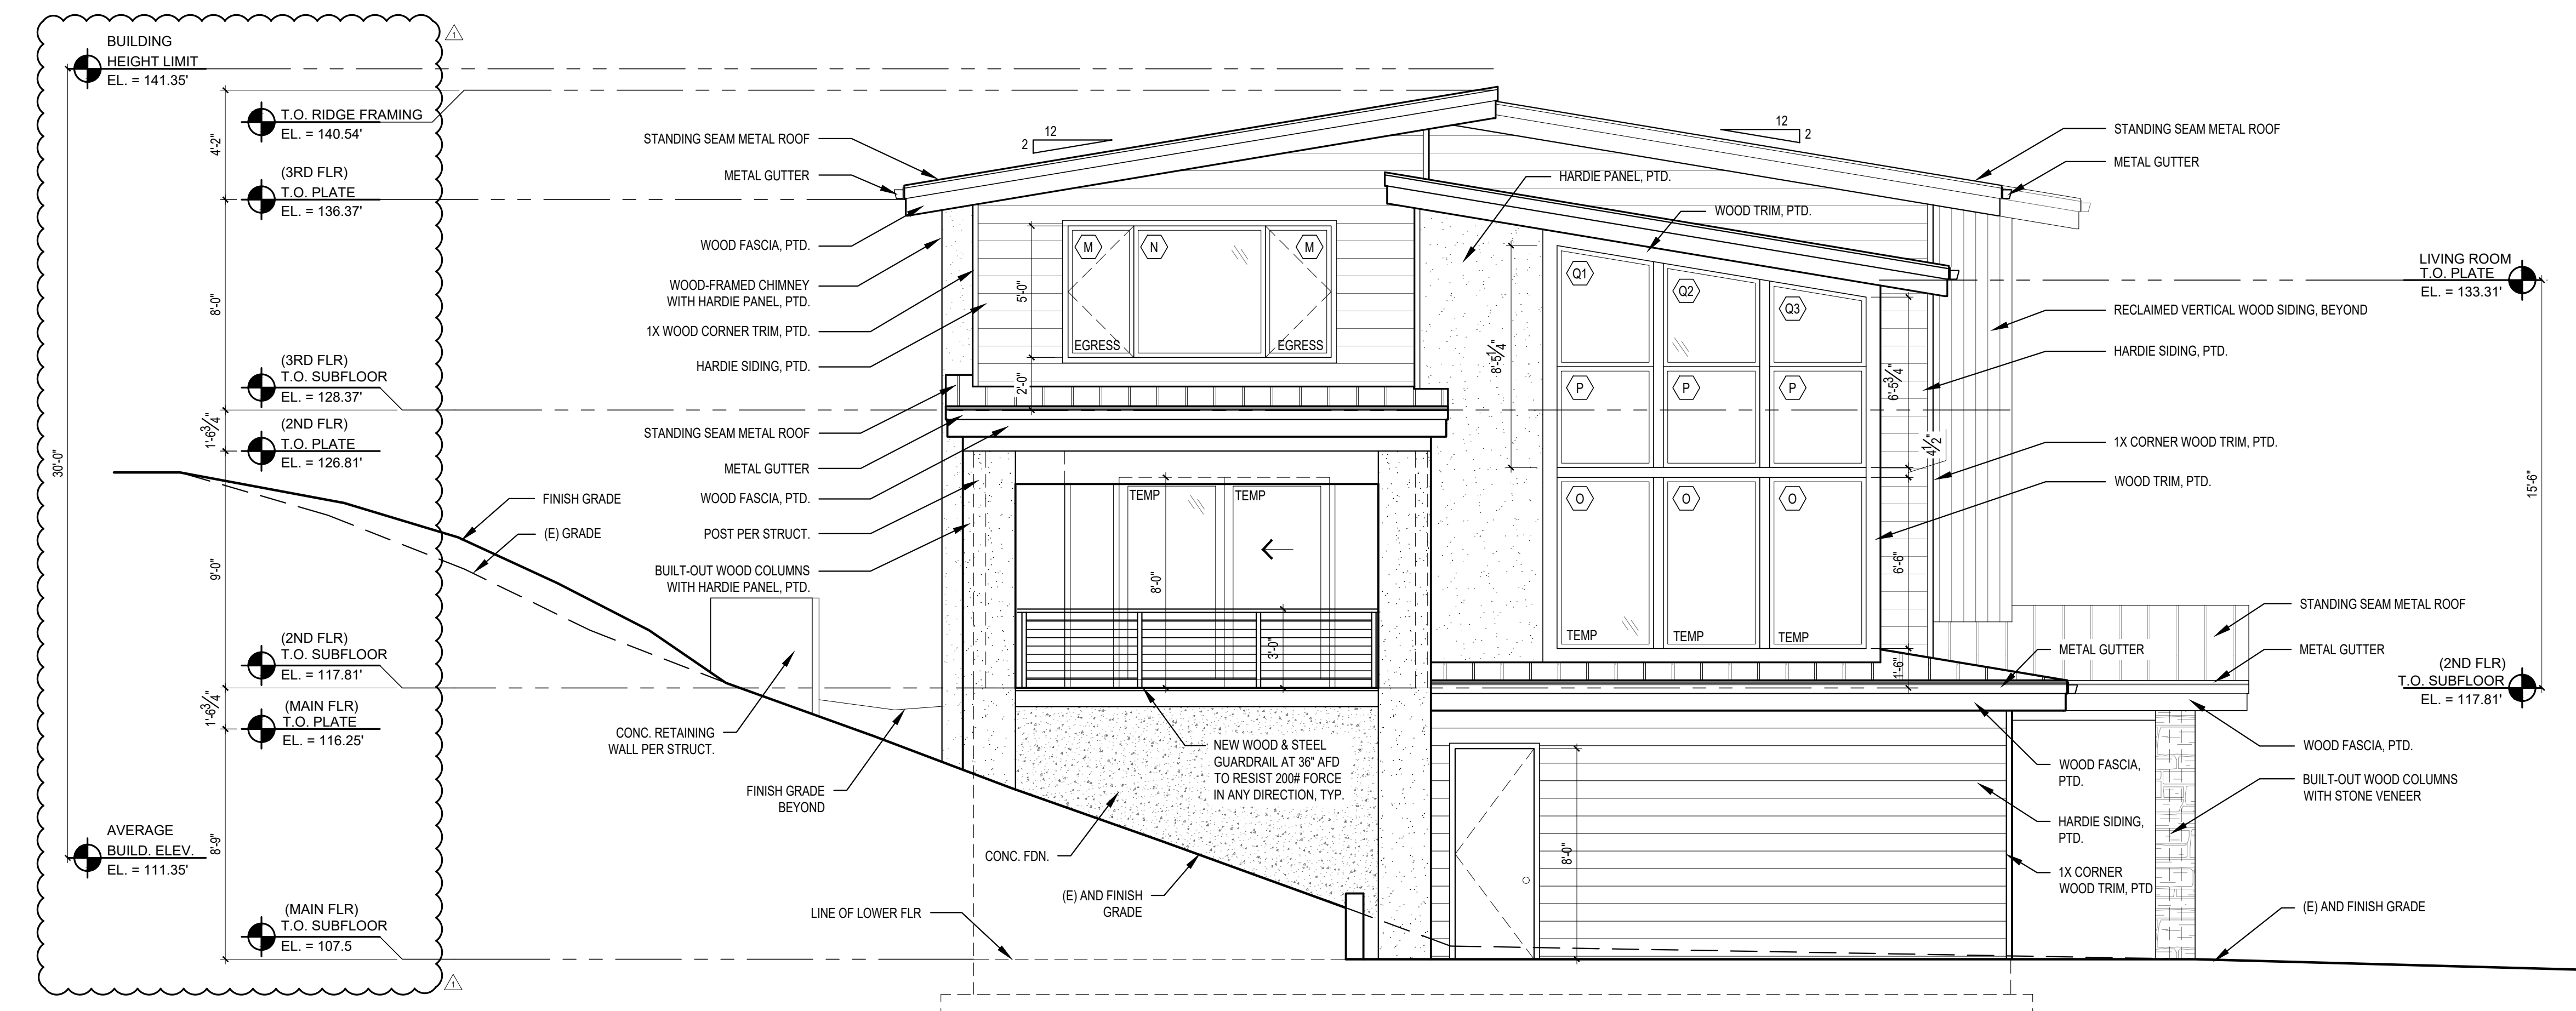 BUILDING
HEIGHT LIMIT
EL. = 141.35'
1
T.O. RIDGE FRAMING
EL. = 140.54'
4'-2"
(3RD FLR)
T.O. PLATE
EL. = 136.37'
8'-0"
(3RD FLR)
T.O. SUBFLOOR
EL. = 128.37'
1'-6 3/4"
(2ND FLR)
T.O. PLATE
EL. = 126.81'
30'-0"
9'-0"
(2ND FLR)
T.O. SUBFLOOR
EL. = 117.81'
1'-6 3/4"
(MAIN FLR)
T.O. PLATE
EL. = 116.25'
AVERAGE
BUILD. ELEV.
EL. = 111.35'
8'-9"
(MAIN FLR)
T.O. SUBFLOOR
EL. = 107.5
1
FINISH GRADE
(E) GRADE
STANDING SEAM METAL ROOF
METAL GUTTER
WOOD FASCIA, PTD.
WOOD-FRAMED CHIMNEY
WITH HARDIE PANEL, PTD.
1X WOOD CORNER TRIM, PTD.
HARDIE SIDING, PTD.
STANDING SEAM METAL ROOF
METAL GUTTER
WOOD FASCIA, PTD.
POST PER STRUCT.
BUILT-OUT WOOD COLUMNS
WITH HARDIE PANEL, PTD.
CONC. RETAINING
WALL PER STRUCT.
FINISH GRADE
BEYOND
LINE OF LOWER FLR
CONC. FDN.
(E) AND FINISH
GRADE
NEW WOOD & STEEL
GUARDRAIL AT 36" AFD
TO RESIST 200# FORCE
IN ANY DIRECTION, TYP.
12
2
12
2
M
N
M
5'-0"
EGRESS
EGRESS
2'-0"
TEMP
TEMP
8'-0"
3'-0"
HARDIE PANEL, PTD.
WOOD TRIM, PTD.
Q1
Q2
Q3
8'-5 1/4"
P
P
P
6'-5 3/4"
4 1/2"
O
O
O
6'-6"
TEMP
TEMP
TEMP
1'-6"
8'-0"
STANDING SEAM METAL ROOF
METAL GUTTER
RECLAIMED VERTICAL WOOD SIDING, BEYOND
HARDIE SIDING, PTD.
1X CORNER WOOD TRIM, PTD.
WOOD TRIM, PTD.
STANDING SEAM METAL ROOF
METAL GUTTER
METAL GUTTER
WOOD FASCIA, PTD.
WOOD FASCIA,
PTD.
BUILT-OUT WOOD COLUMNS
WITH STONE VENEER
HARDIE SIDING,
PTD.
1X CORNER
WOOD TRIM, PTD
(E) AND FINISH GRADE
LIVING ROOM
T.O. PLATE
EL. = 133.31'
15'-6"
(2ND FLR)
T.O. SUBFLOOR
EL. = 117.81'